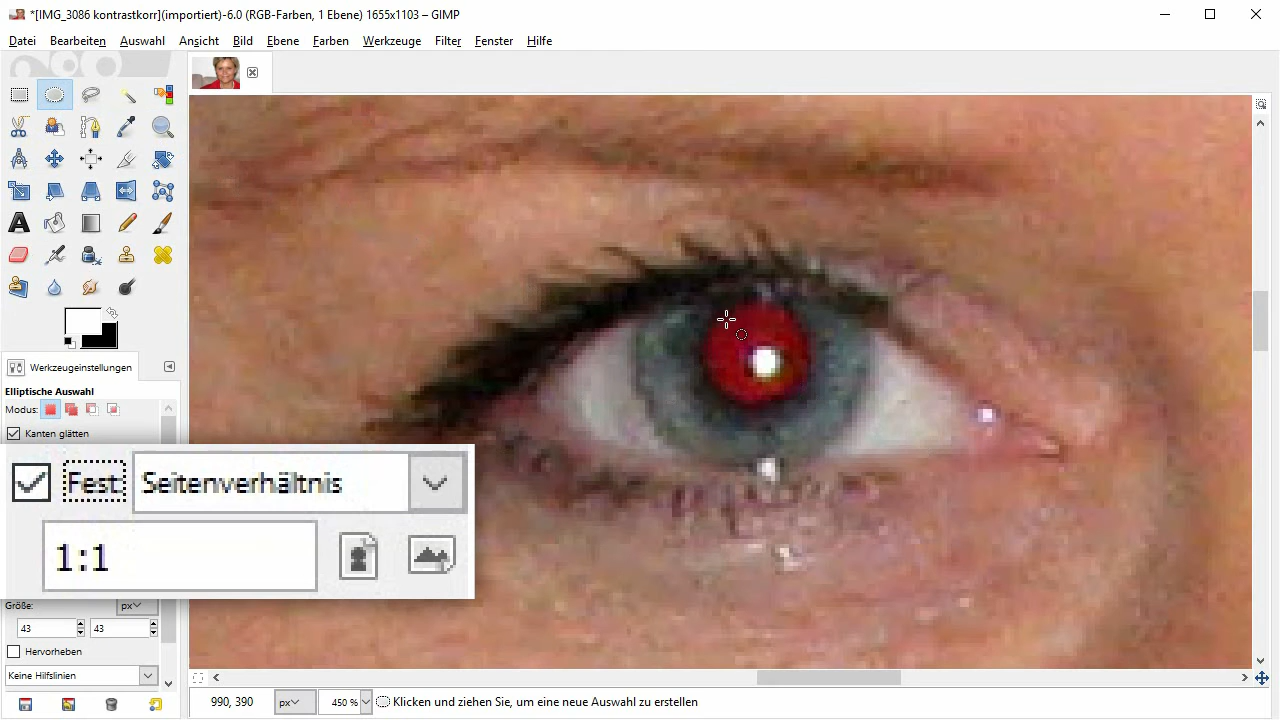 *[IMG_3086 kontrastkorr](importiert)-6.0 (RGB-Farben, 1 Ebene) 1655x1103 – GIMP
Datei Bearbeiten Auswahl Ansicht Bild Ebene Farben Werkzeuge Filter Fenster Hilfe
Werkzeugeinstellungen
Elliptische Auswahl
Modus:
Kanten glätten
Fest: Seitenverhältnis
1:1
Größe: px
43 43
Hervorheben
Keine Hilfslinien
990, 390 px 450 % Klicken und ziehen Sie, um eine neue Auswahl zu erstellen